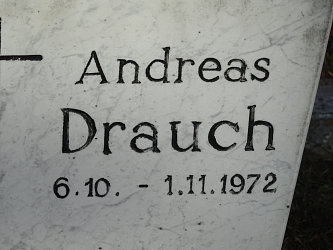 Andreas
Drauch
6.10. - 1.11.1972